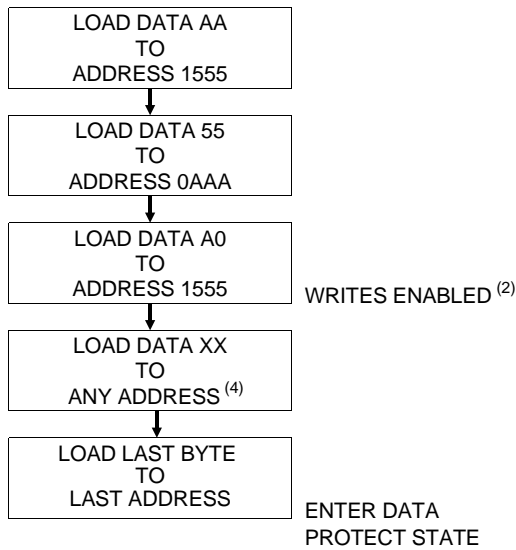 LOAD DATA AA
TO
ADDRESS 1555
LOAD DATA 55
TO
ADDRESS 0AAA
LOAD DATA A0
TO
ADDRESS 1555
WRITES ENABLED (2)
LOAD DATA XX
TO
ANY ADDRESS (4)
LOAD LAST BYTE
TO
LAST ADDRESS
ENTER DATA
PROTECT STATE